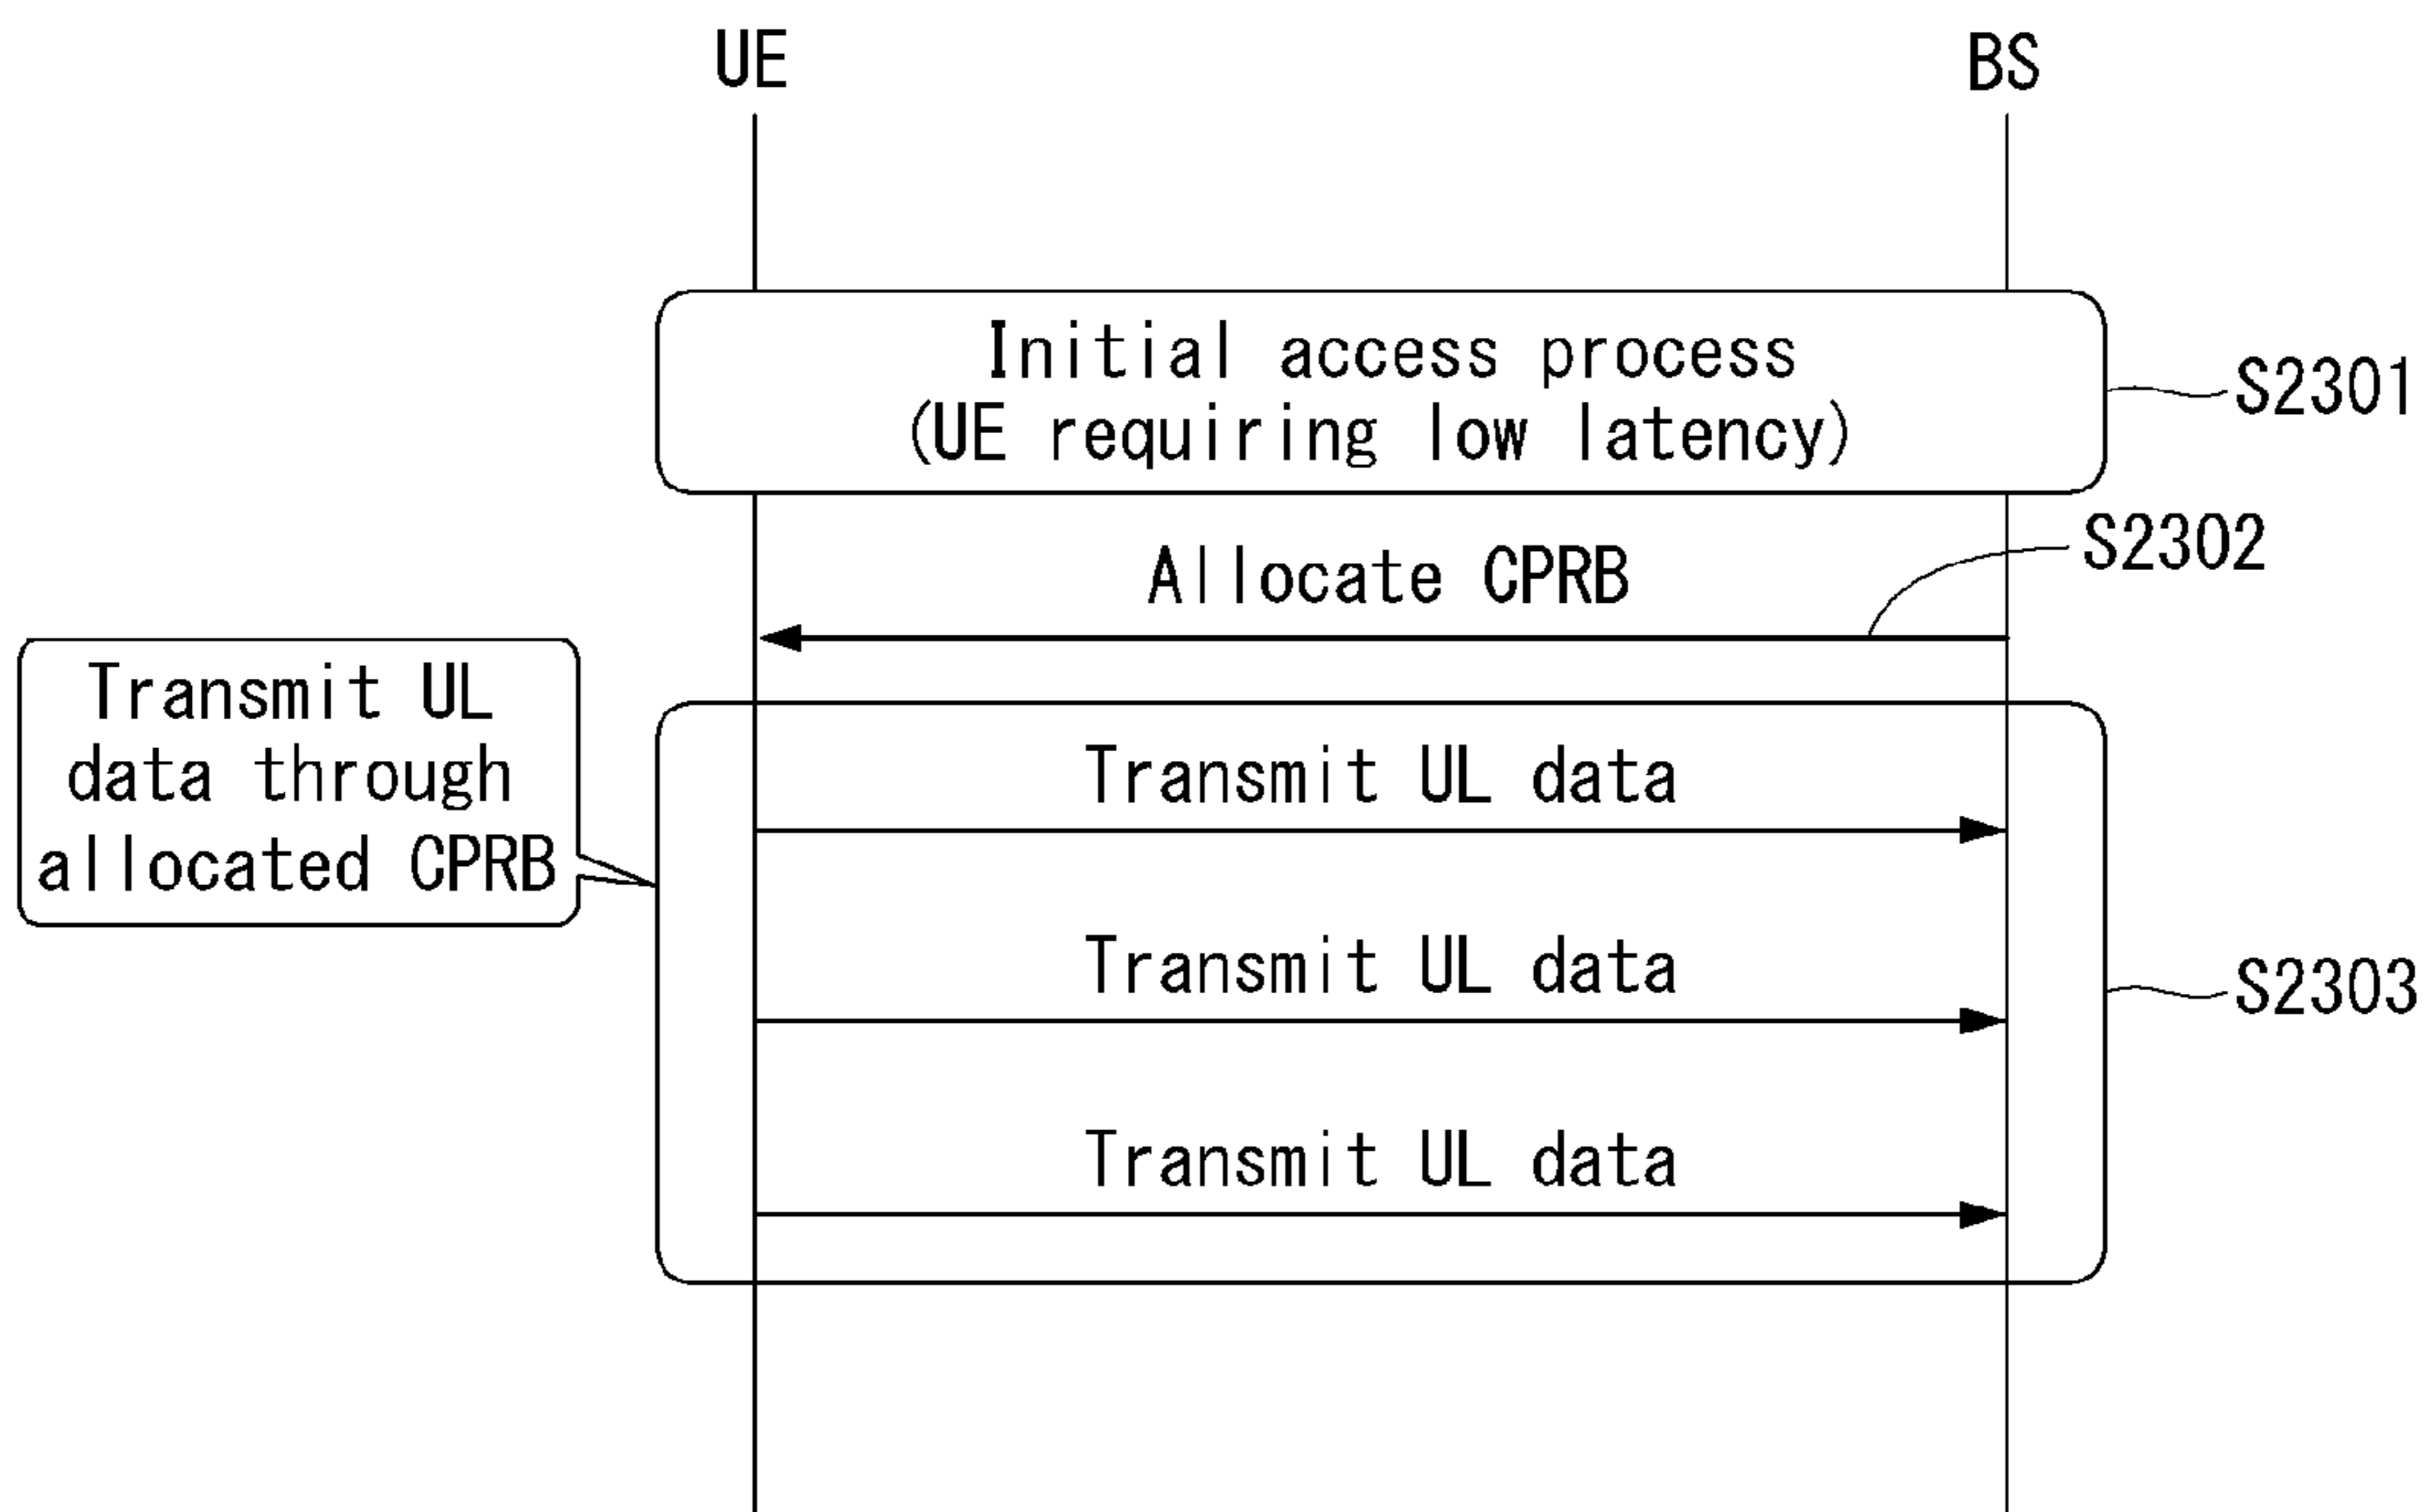 UE
BS
Initial access process
(UE requiring low latency)
S2301
S2302
Allocate CPRB
Transmit UL
data through
allocated CPRB
Transmit UL data
Transmit UL data
S2303
Transmit UL data